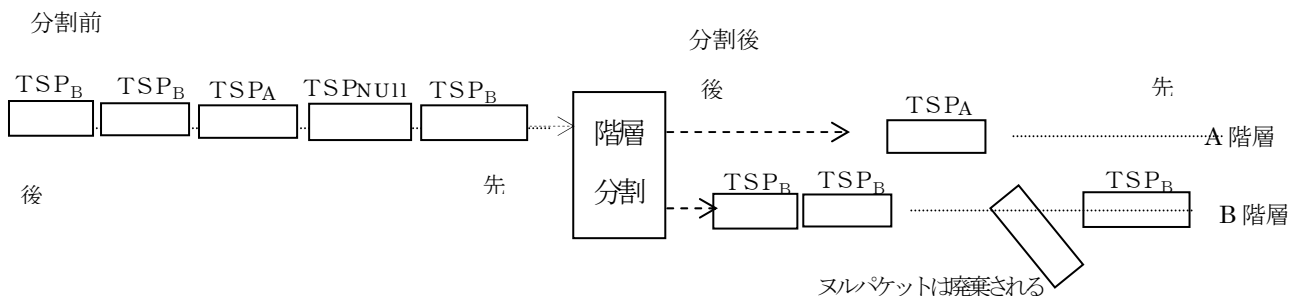 分割前
分割後
TSPB TSPB TSPA TSPNUll TSPB
後 先
TSPA
階層
分割
A 階層
後 先
TSPB TSPB TSPB
B 階層
ヌルパケットは廃棄される